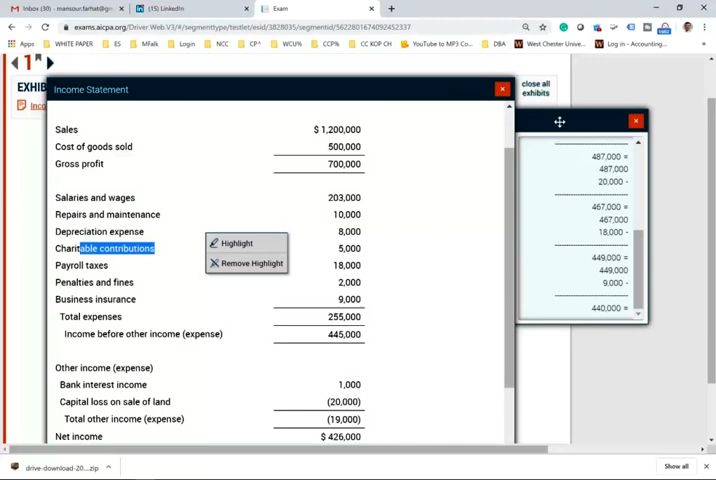 Inbox (30) - mansour.farhat@g
(15) LinkedIn
Exam
exams.aicpa.org/Driver.Web.V3/#/segmenttype/testlet/esid/3828035/segmentid/5622801674092452337
Apps
WHITE PAPER
ES
MFalk
Login
NCC
CP^
WCU%
CCP%
CC KOP CH
YouTube to MP3 Co...
DBA
West Chester Unive...
Log in - Accounting...
1
EXHIB
Inco
close all
exhibits
Income Statement
Sales $ 1,200,000
Cost of goods sold 500,000
Gross profit 700,000
Salaries and wages 203,000
Repairs and maintenance 10,000
Depreciation expense 8,000
Charitable contributions 5,000
Payroll taxes 18,000
Penalties and fines 2,000
Business insurance 9,000
Total expenses 255,000
Income before other income (expense) 445,000
Other income (expense)
Bank interest income 1,000
Capital loss on sale of land (20,000)
Total other income (expense) (19,000)
Net income $ 426,000
Highlight
Remove Highlight
487,000 =
487,000
20,000 -
467,000 =
467,000
18,000 -
449,000 =
449,000
9,000 -
440,000 =
drive-download-20....zip
Show all